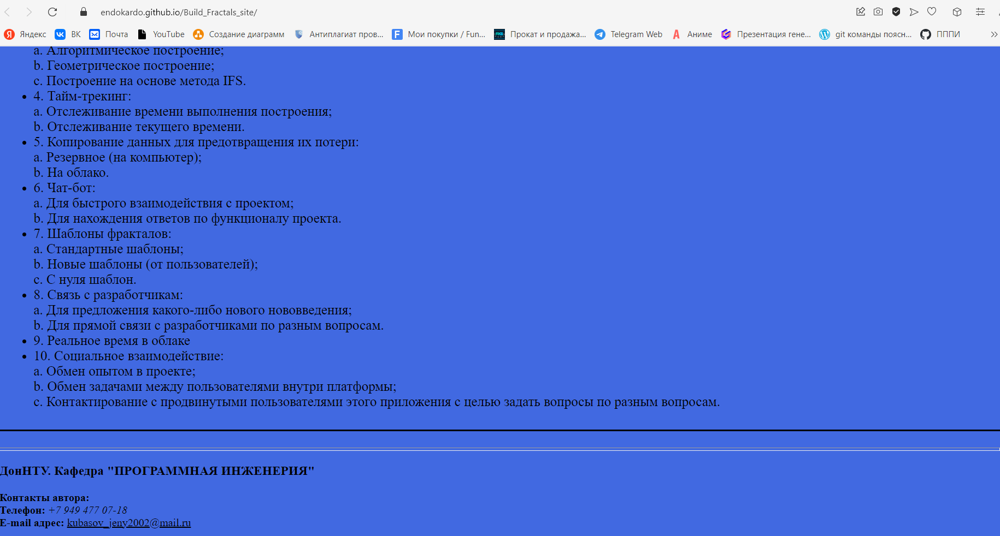 endokardo.github.io/Build_Fractals_site/
Яндекс ВК Почта YouTube Создание диаграмм Антиплагиат пров... Мои покупки / Fun... Прокат и продажа... Telegram Web Аниме Презентация гене... git команды поясн... ПППИ
a. Алгоритмическое построение;
b. Геометрическое построение;
c. Построение на основе метода IFS.
• 4. Тайм-трекинг:
a. Отслеживание времени выполнения построения;
b. Отслеживание текущего времени.
• 5. Копирование данных для предотвращения их потери:
a. Резервное (на компьютер);
b. На облако.
• 6. Чат-бот:
a. Для быстрого взаимодействия с проектом;
b. Для нахождения ответов по функционалу проекта.
• 7. Шаблоны фракталов:
a. Стандартные шаблоны;
b. Новые шаблоны (от пользователей);
c. С нуля шаблон.
• 8. Связь с разработчикам:
a. Для предложения какого-либо нового нововведения;
b. Для прямой связи с разработчиками по разным вопросам.
• 9. Реальное время в облаке
• 10. Социальное взаимодействие:
a. Обмен опытом в проекте;
b. Обмен задачами между пользователями внутри платформы;
c. Контактирование с продвинутыми пользователями этого приложения с целью задать вопросы по разным вопросам.
ДонНТУ. Кафедра "ПРОГРАММНАЯ ИНЖЕНЕРИЯ"
Контакты автора:
Телефон: +7 949 477 07-18
E-mail адрес: kubasov_jeny2002@mail.ru